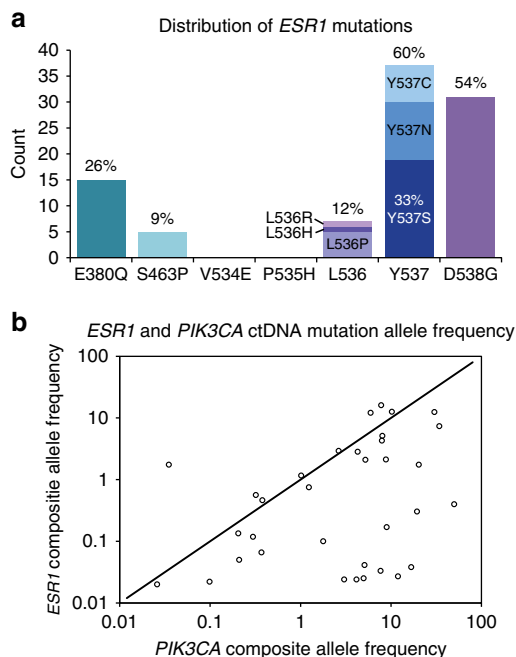 a
Distribution of ESR1 mutations
Count
40
35
30
25
20
15
10
5
0
26%
9%
12%
60%
54%
L536R
L536H
L536P
Y537C
Y537N
33%
Y537S
E380Q S463P V534E P535H L536 Y537 D538G
b
ESR1 and PIK3CA ctDNA mutation allele frequency
ESR1 compositie allele frequency
100
10
1
0.1
0.01
0.01 0.1 1 10 100
PIK3CA composite allele frequency